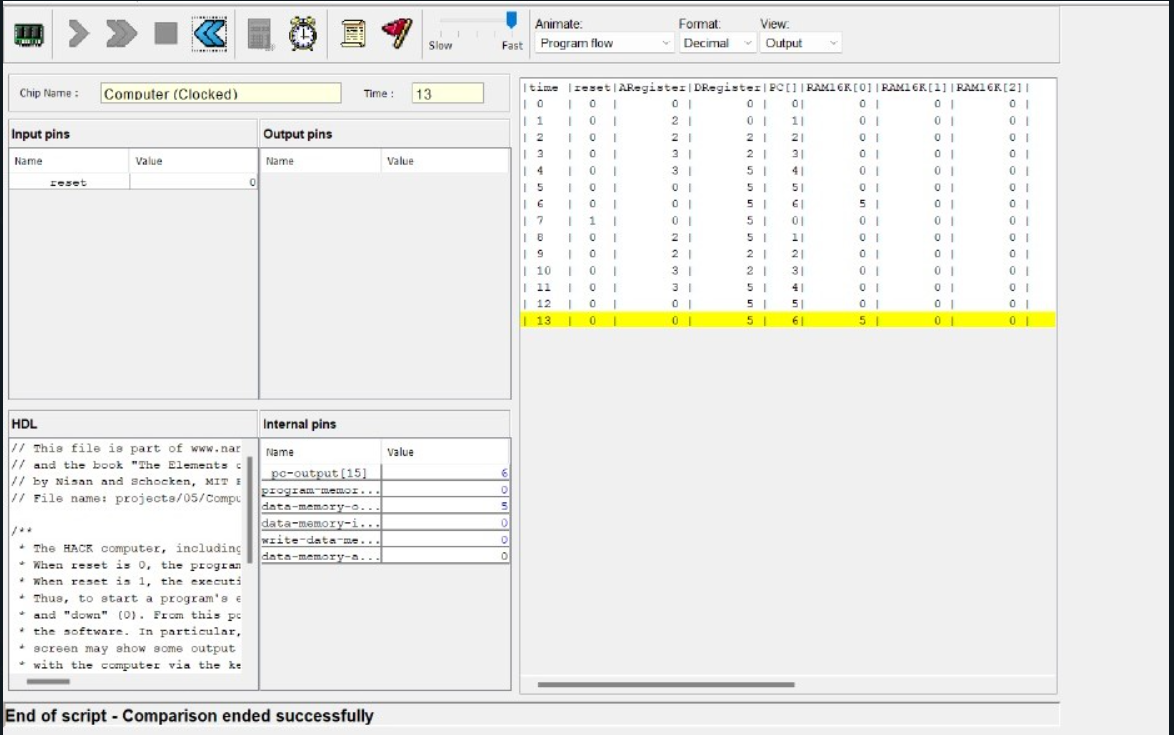 Slow Fast
Animate: Format: View:
Program flow Decimal Output
Chip Name : Computer (Clocked) Time : 13
Input pins
Name Value
reset 0
Output pins
Name Value
HDL
// This file is part of www.nan
// and the book "The Elements o
// by Nisan and Schocken, MIT P
// File name: projects/05/Compu
/**
* The HACK computer, including
* When reset is 0, the program
* When reset is 1, the executi
* Thus, to start a program's e
* and "down" (0). From this po
* the software. In particular,
* screen may show some output
* with the computer via the ke
Internal pins
Name Value
pc-output[15] 6
program-memor... 0
data-memory-o... 5
data-memory-i... 0
write-data-me... 0
data-memory-a... 0
|time |reset|ARegister|DRegister|PC[]|RAM16K[0]|RAM16K[1]|RAM16K[2]|
| 0 | 0 | 0 | 0 | 0| 0 | 0 | 0 |
| 1 | 0 | 2 | 0 | 1| 0 | 0 | 0 |
| 2 | 0 | 2 | 2 | 2| 0 | 0 | 0 |
| 3 | 0 | 3 | 2 | 3| 0 | 0 | 0 |
| 4 | 0 | 3 | 5 | 4| 0 | 0 | 0 |
| 5 | 0 | 0 | 5 | 5| 0 | 0 | 0 |
| 6 | 0 | 0 | 5 | 6| 5 | 0 | 0 |
| 7 | 1 | 0 | 5 | 0| 0 | 0 | 0 |
| 8 | 0 | 2 | 5 | 1| 0 | 0 | 0 |
| 9 | 0 | 2 | 2 | 2| 0 | 0 | 0 |
| 10 | 0 | 3 | 2 | 3| 0 | 0 | 0 |
| 11 | 0 | 3 | 5 | 4| 0 | 0 | 0 |
| 12 | 0 | 0 | 5 | 5| 0 | 0 | 0 |
| 13 | 0 | 0 | 5 | 6| 5 | 0 | 0 |
End of script - Comparison ended successfully